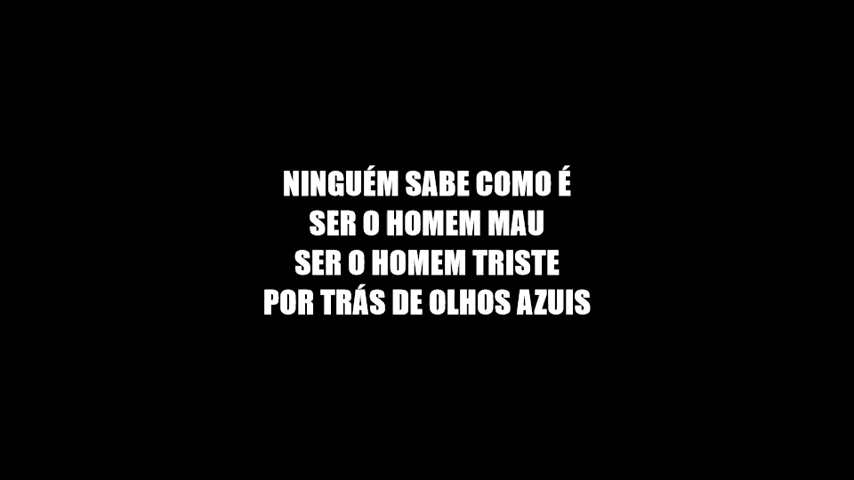 NINGUÉM SABE COMO É
SER O HOMEM MAU
SER O HOMEM TRISTE
POR TRÁS DE OLHOS AZUIS